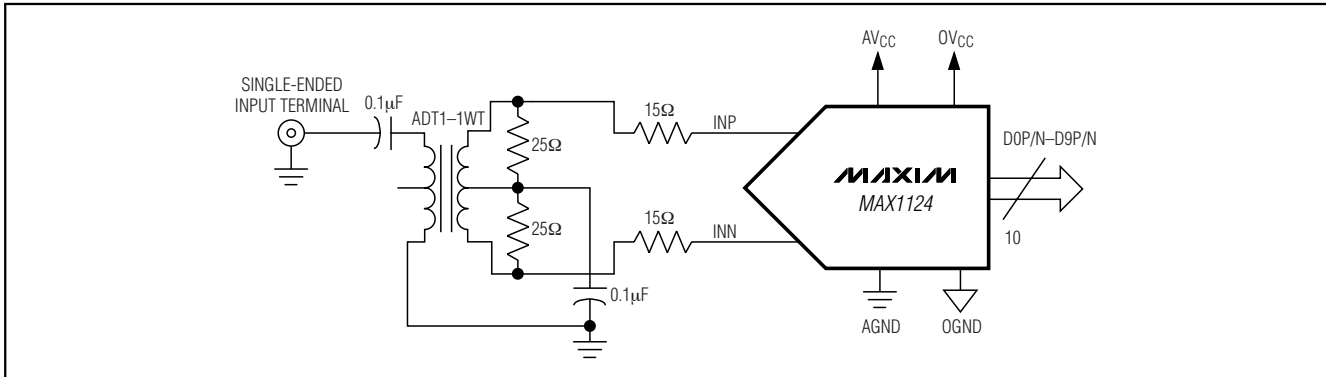 AVCC
OVCC
SINGLE-ENDED
INPUT TERMINAL
0.1μF
ADT1–1WT
15Ω
INP
25Ω
D0P/N–D9P/N
MAXIM
MAX1124
25Ω
15Ω
INN
10
0.1μF
AGND
OGND